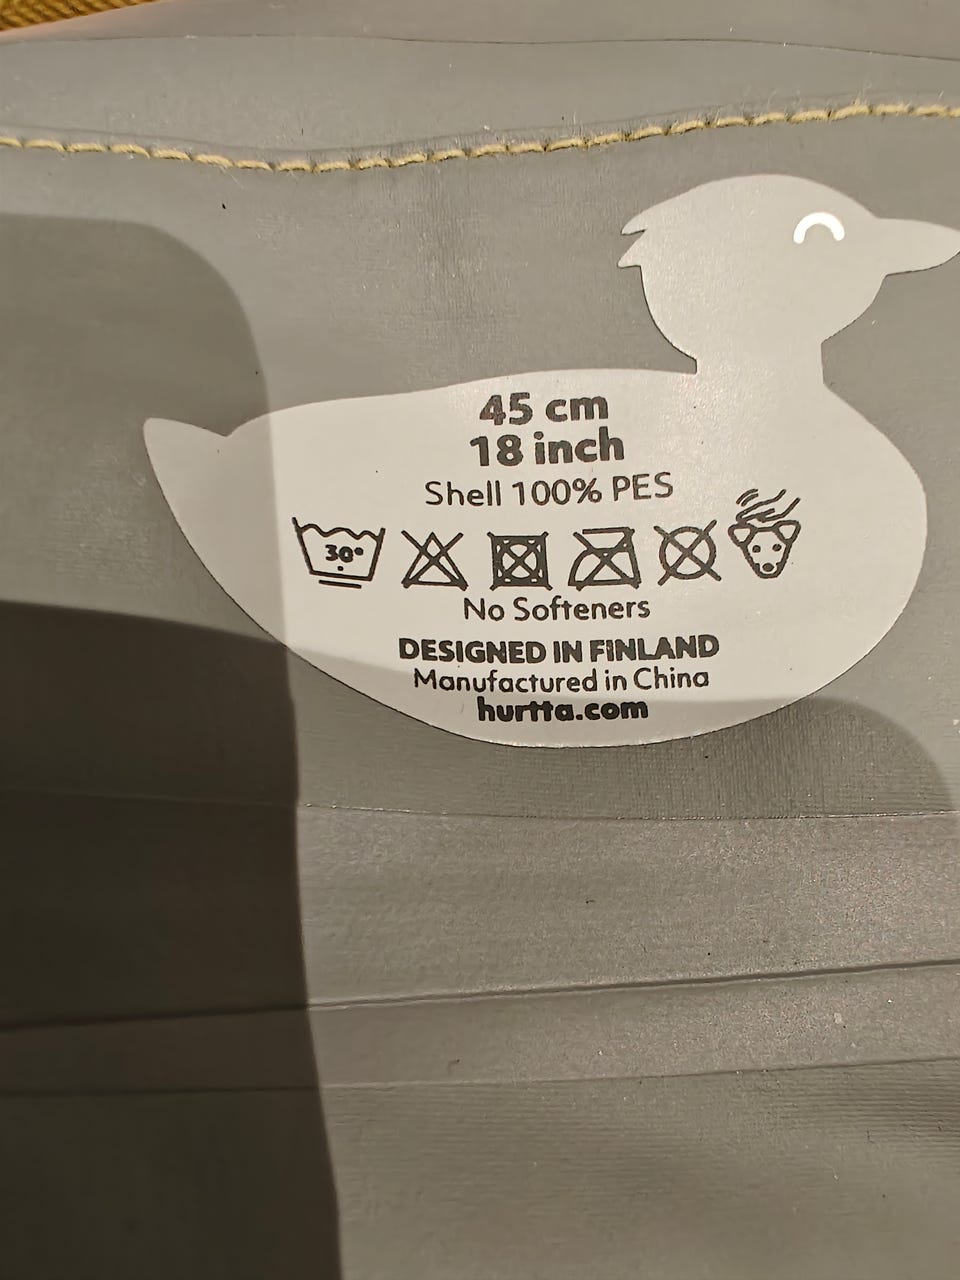 45 cm
18 inch
Shell 100% PES
30°
No Softeners
DESIGNED IN FINLAND
Manufactured in China
hurtta.com